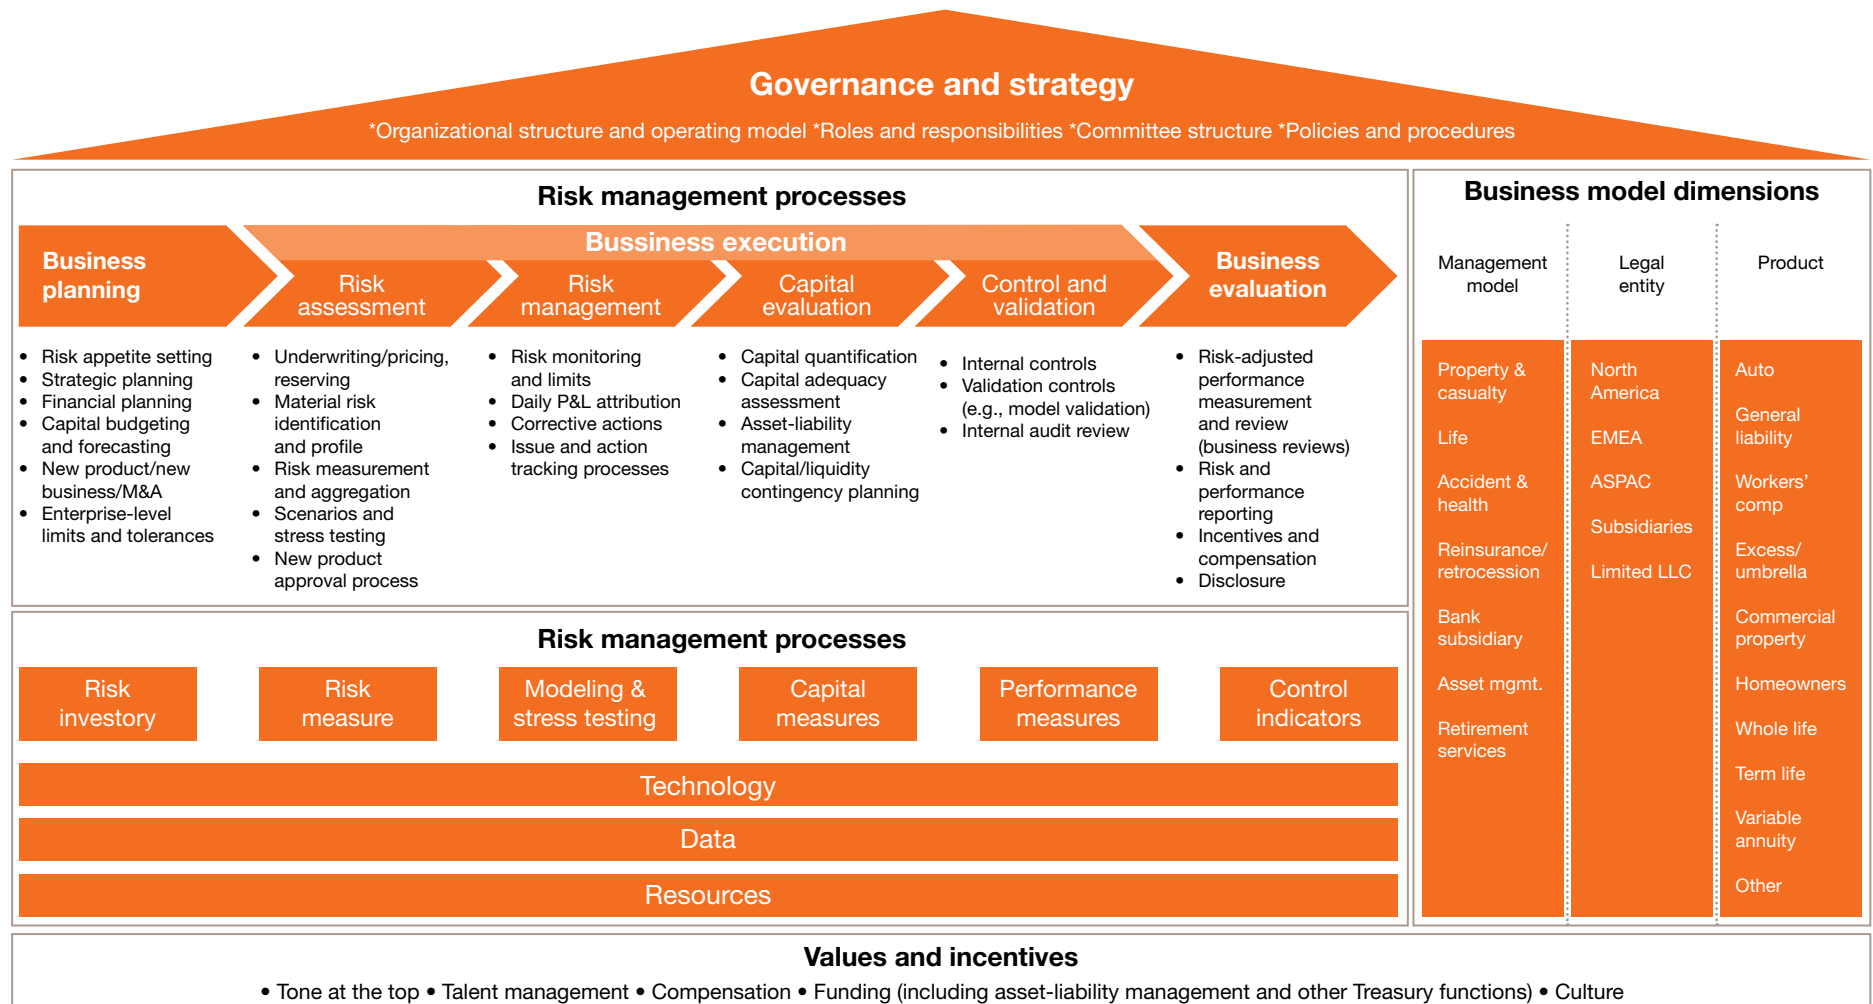 Governance and strategy
*Organizational structure and operating model *Roles and responsibilities *Committee structure *Policies and procedures
Risk management processes
Bussiness execution
Business
planning
Risk
assessment
Risk
management
Capital
evaluation
Control and
validation
Business
evaluation
• Risk appetite setting
• Strategic planning
• Financial planning
• Capital budgeting
and forecasting
• New product/new
business/M&A
• Enterprise-level
limits and tolerances
• Underwriting/pricing,
reserving
• Material risk
identification
and profile
• Risk measurement
and aggregation
• Scenarios and
stress testing
• New product
approval process
• Risk monitoring
and limits
• Daily P&L attribution
• Corrective actions
• Issue and action
tracking processes
• Capital quantification
• Capital adequacy
assessment
• Asset-liability
management
• Capital/liquidity
contingency planning
• Internal controls
• Validation controls
(e.g., model validation)
• Internal audit review
• Risk-adjusted
performance
measurement
and review
(business reviews)
• Risk and
performance
reporting
• Incentives and
compensation
• Disclosure
Risk management processes
Risk
investory
Risk
measure
Modeling &
stress testing
Capital
measures
Performance
measures
Control
indicators
Technology
Data
Resources
Business model dimensions
Management
model
Property &
casualty
Life
Accident &
health
Reinsurance/
retrocession
Bank
subsidiary
Asset mgmt.
Retirement
services
Legal
entity
North
America
EMEA
ASPAC
Subsidiaries
Limited LLC
Product
Auto
General
liability
Workers'
comp
Excess/
umbrella
Commercial
property
Homeowners
Whole life
Term life
Variable
annuity
Other
Values and incentives
• Tone at the top • Talent management • Compensation • Funding (including asset-liability management and other Treasury functions) • Culture